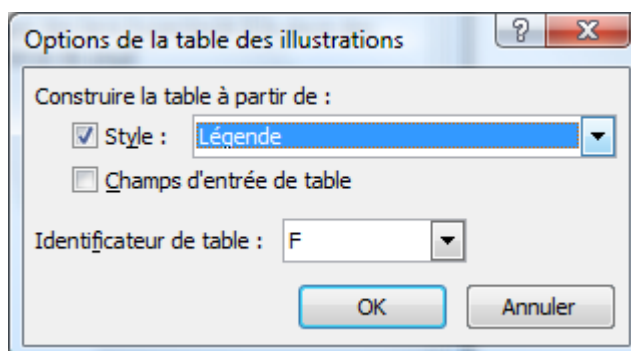 Options de la table des illustrations
Construire la table à partir de :
Style : Légende
Champs d'entrée de table
Identificateur de table : F
OK Annuler